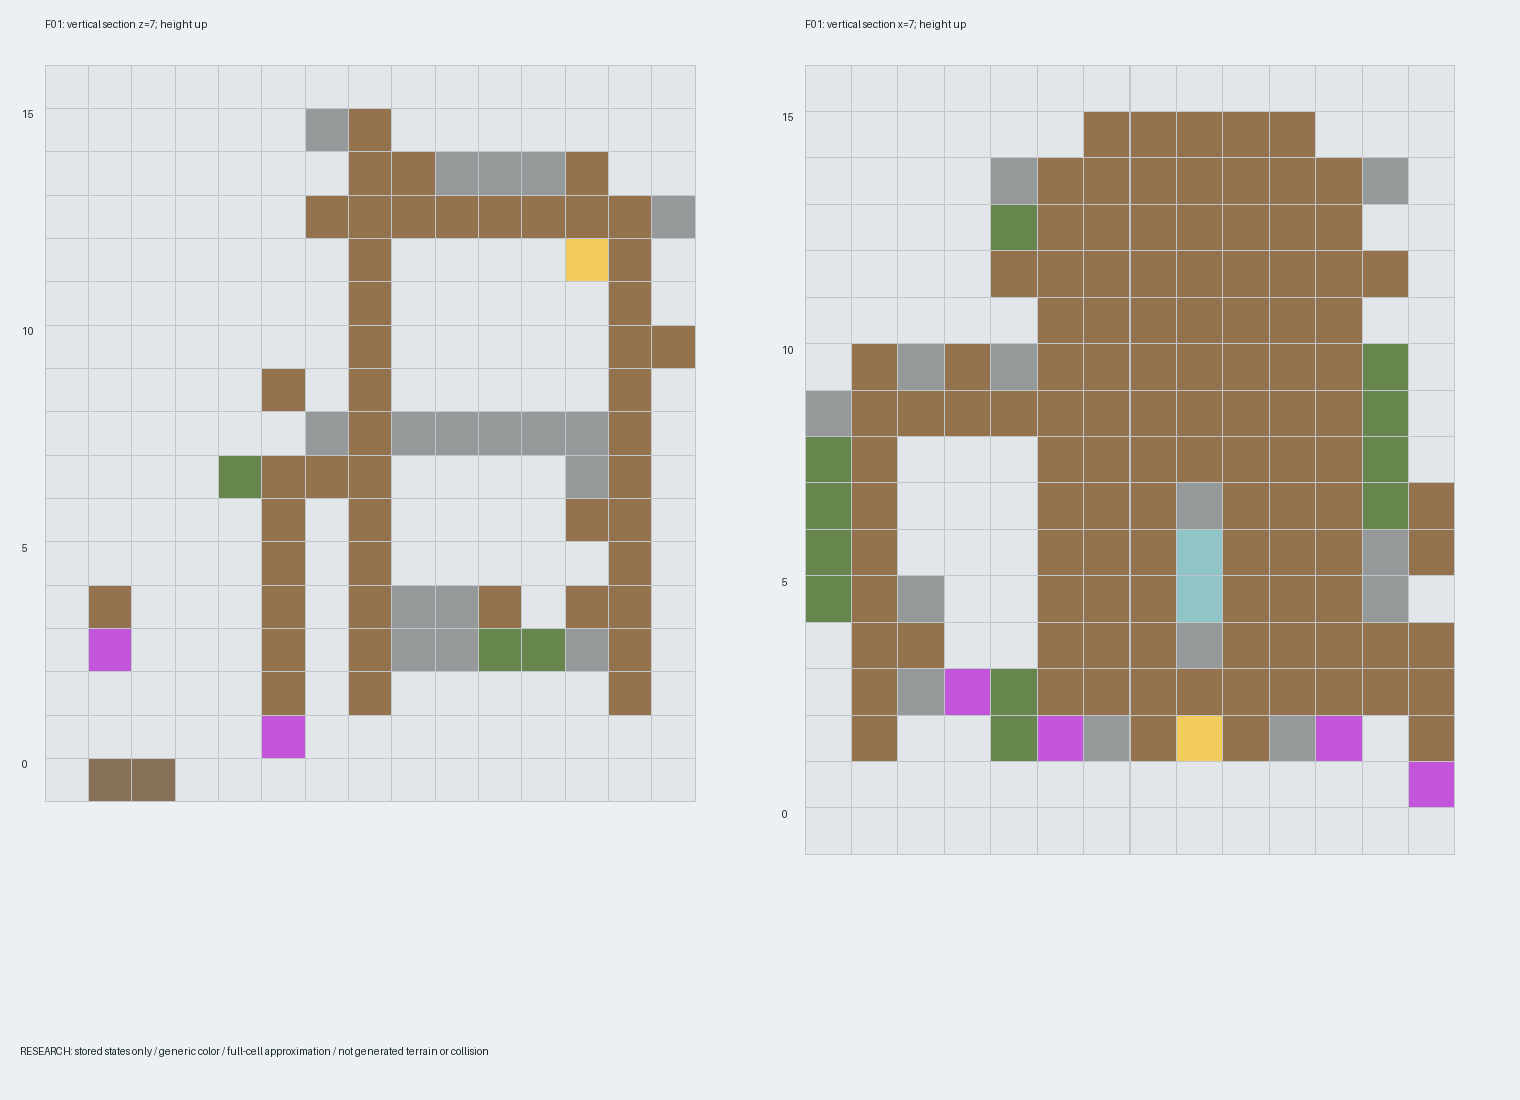 F01: vertical section z=7; height up
F01: vertical section x=7; height up
15
10
5
0
15
10
5
0
RESEARCH: stored states only / generic color / full-cell approximation / not generated terrain or collision